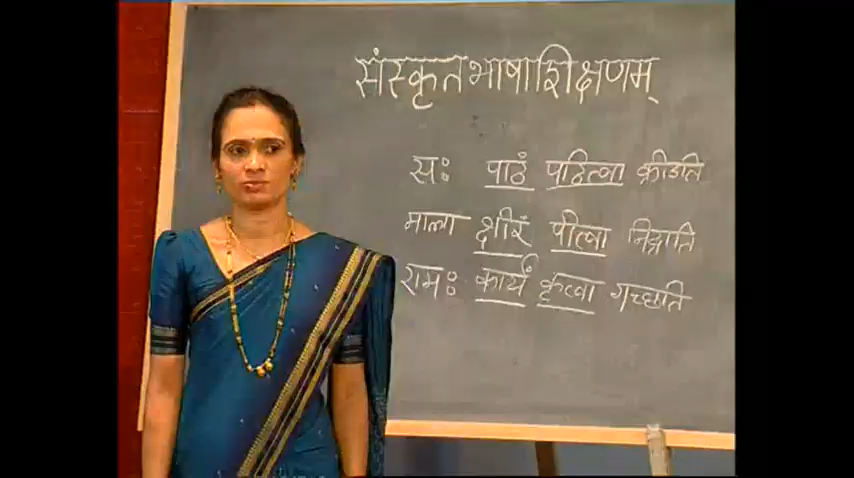 संस्कृतभाषाशिक्षणम्
सः पाठं पठित्वा क्रीडति
माला क्षीरं पीत्वा निद्राति
रामः कार्यं कृत्वा गच्छति